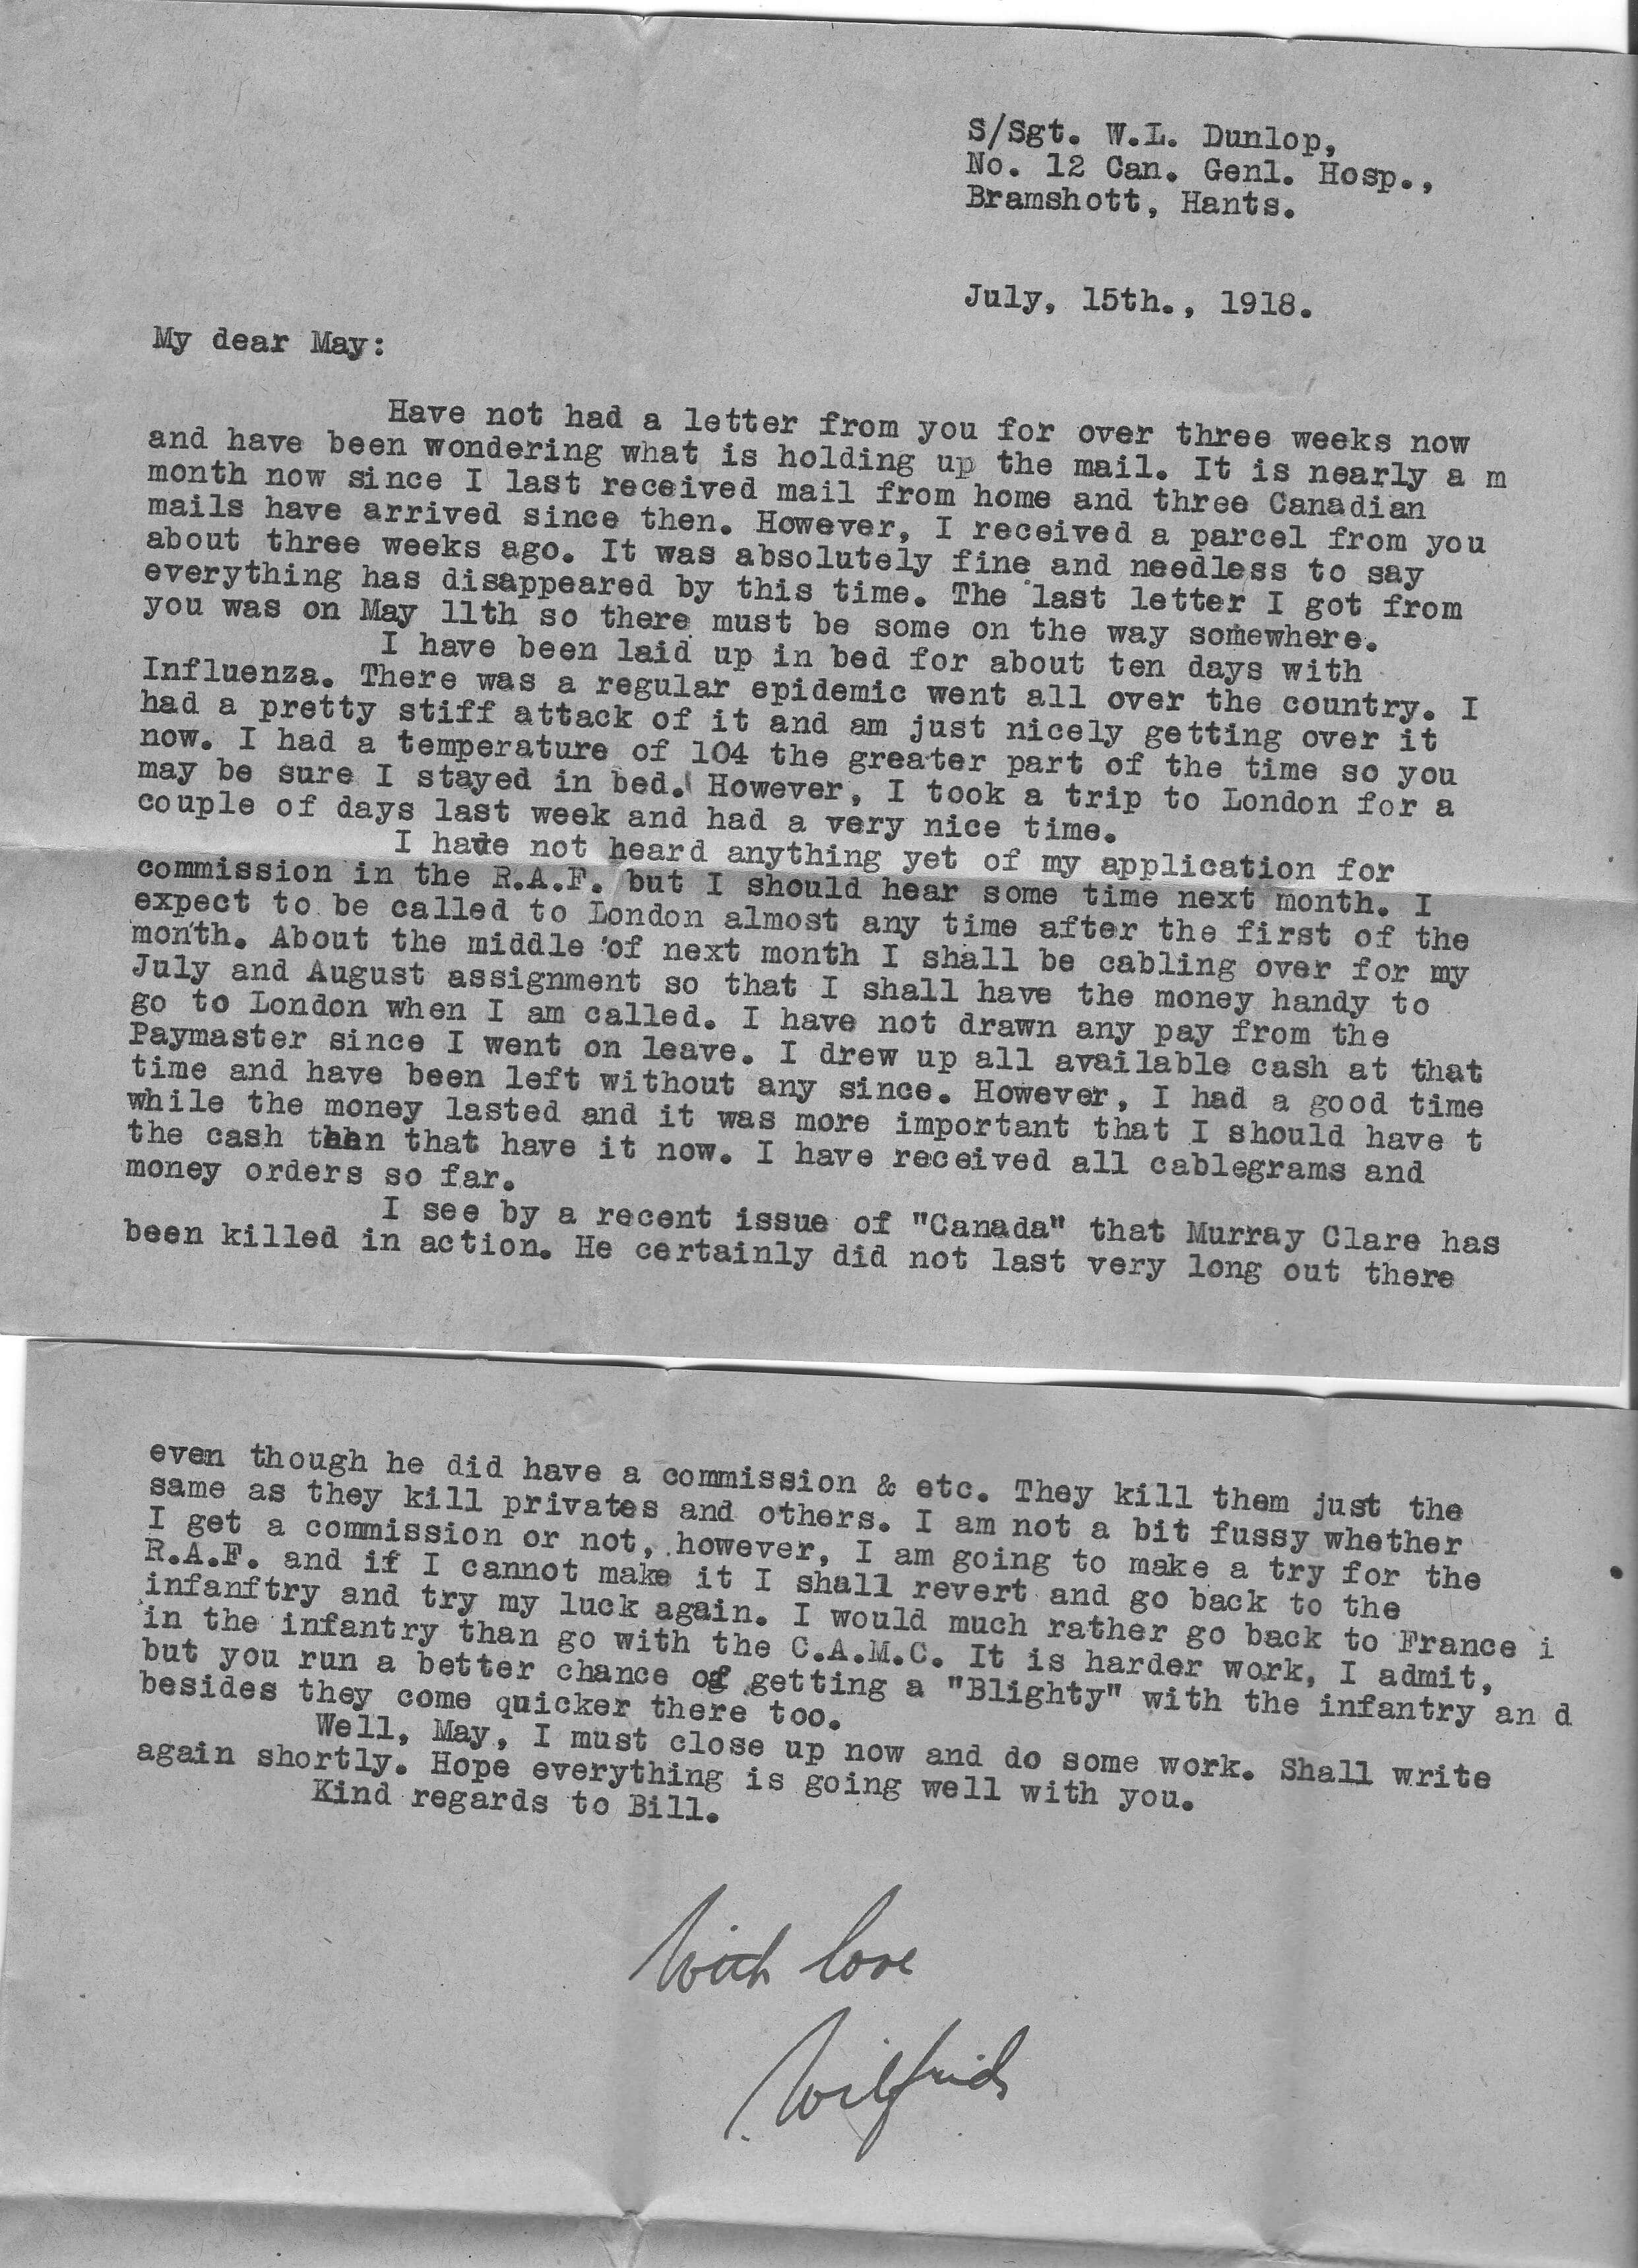 S/Sgt. W.L. Dunlop,
No. 12 Can. Genl. Hosp.,
Bramshott, Hants.
July, 15th., 1918.
My dear May:
Have not had a letter from you for over three weeks now
and have been wondering what is holding up the mail. It is nearly a m
month now since I last received mail from home and three Canadian
mails have arrived since then. However, I received a parcel from you
about three weeks ago. It was absolutely fine and needless to say
everything has disappeared by this time. The last letter I got from
you was on May 11th so there must be some on the way somewhere.
I have been laid up in bed for about ten days with
Influenza. There was a regular epidemic went all over the country. I
had a pretty stiff attack of it and am just nicely getting over it
now. I had a temperature of 104 the greater part of the time so you
may be sure I stayed in bed. However, I took a trip to London for a
couple of days last week and had a very nice time.
I have not heard anything yet of my application for
commission in the R.A.F. but I should hear some time next month. I
expect to be called to London almost any time after the first of the
month. About the middle of next month I shall be cabling over for my
July and August assignment so that I shall have the money handy to
go to London when I am called. I have not drawn any pay from the
Paymaster since I went on leave. I drew up all available cash at that
time and have been left without any since. However, I had a good time
while the money lasted and it was more important that I should have t
the cash than that have it now. I have received all cablegrams and
money orders so far.
I see by a recent issue of "Canada" that Murray Clare has
been killed in action. He certainly did not last very long out there
even though he did have a commission & etc. They kill them just the
same as they kill privates and others. I am not a bit fussy whether
I get a commission or not, however, I am going to make a try for the
R.A.F. and if I cannot make it I shall revert and go back to the
infanftry and try my luck again. I would much rather go back to France i
in the infantry than go with the C.A.M.C. It is harder work, I admit,
but you run a better chance of getting a "Blighty" with the infantry an d
besides they come quicker there too.
Well, May, I must close up now and do some work. Shall write
again shortly. Hope everything is going well with you.
Kind regards to Bill.
With love
Wilfrid